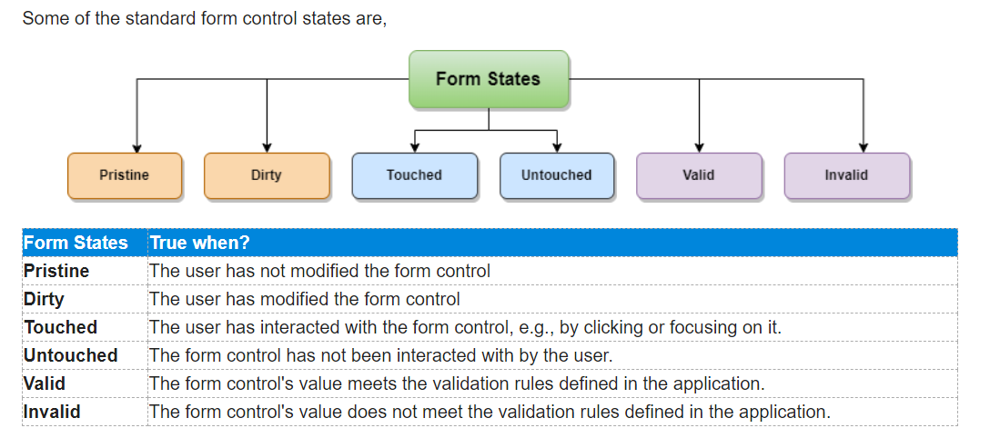 Some of the standard form control states are,
Form States
Pristine Dirty Touched Untouched Valid Invalid
Form States True when?
Pristine The user has not modified the form control
Dirty The user has modified the form control
Touched The user has interacted with the form control, e.g., by clicking or focusing on it.
Untouched The form control has not been interacted with by the user.
Valid The form control's value meets the validation rules defined in the application.
Invalid The form control's value does not meet the validation rules defined in the application.